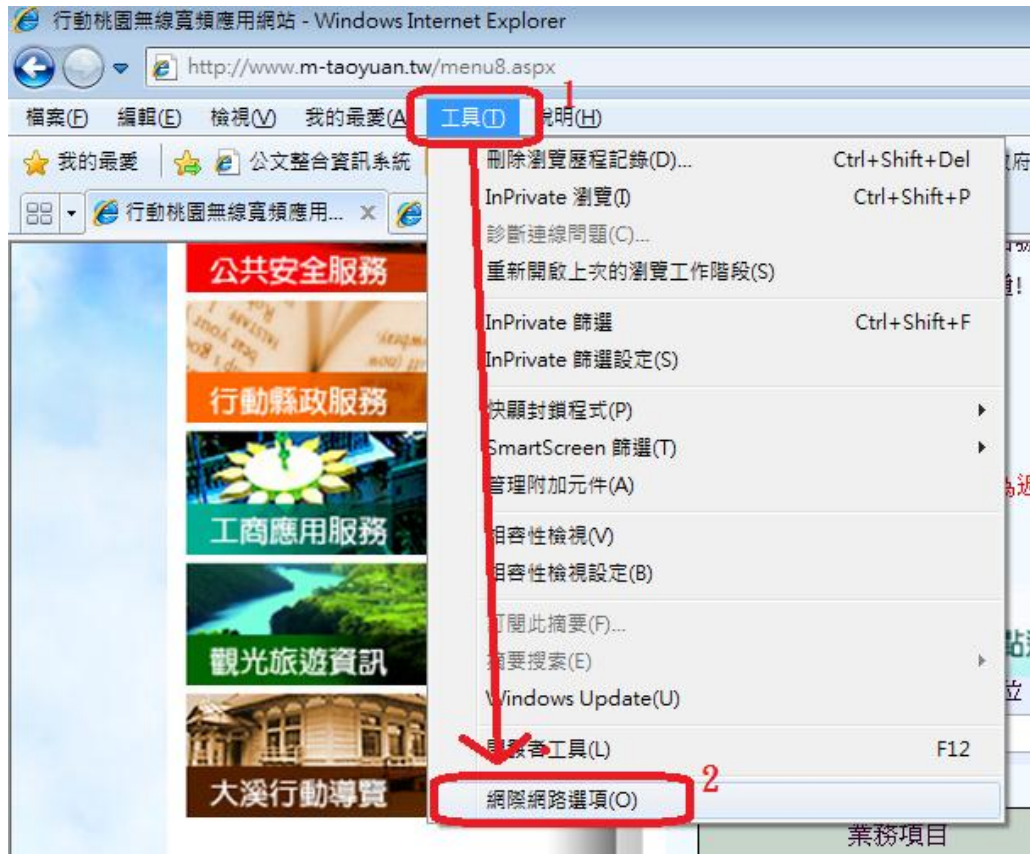 行動桃園無線寬頻應用網站 - Windows Internet Explorer
http://www.m-taoyuan.tw/menu8.aspx
1
檔案(F) 編輯(E) 檢視(V) 我的最愛(A 工具(T) 說明(H)
我的最愛 公文整合資訊系統
行動桃園無線寬頻應用...
刪除瀏覽歷程記錄(D)... Ctrl+Shift+Del
InPrivate 瀏覽(I) Ctrl+Shift+P
診斷連線問題(C)...
重新開啟上次的瀏覽工作階段(S)
InPrivate 篩選 Ctrl+Shift+F
InPrivate 篩選設定(S)
快顯封鎖程式(P)
SmartScreen 篩選(T)
管理附加元件(A)
相容性檢視(V)
相容性檢視設定(B)
訂閱此摘要(F)...
摘要搜索(E)
Windows Update(U)
開發者工具(L) F12
網際網路選項(O)
2
公共安全服務
行動縣政服務
工商應用服務
觀光旅遊資訊
大溪行動導覽
府
位
業務項目